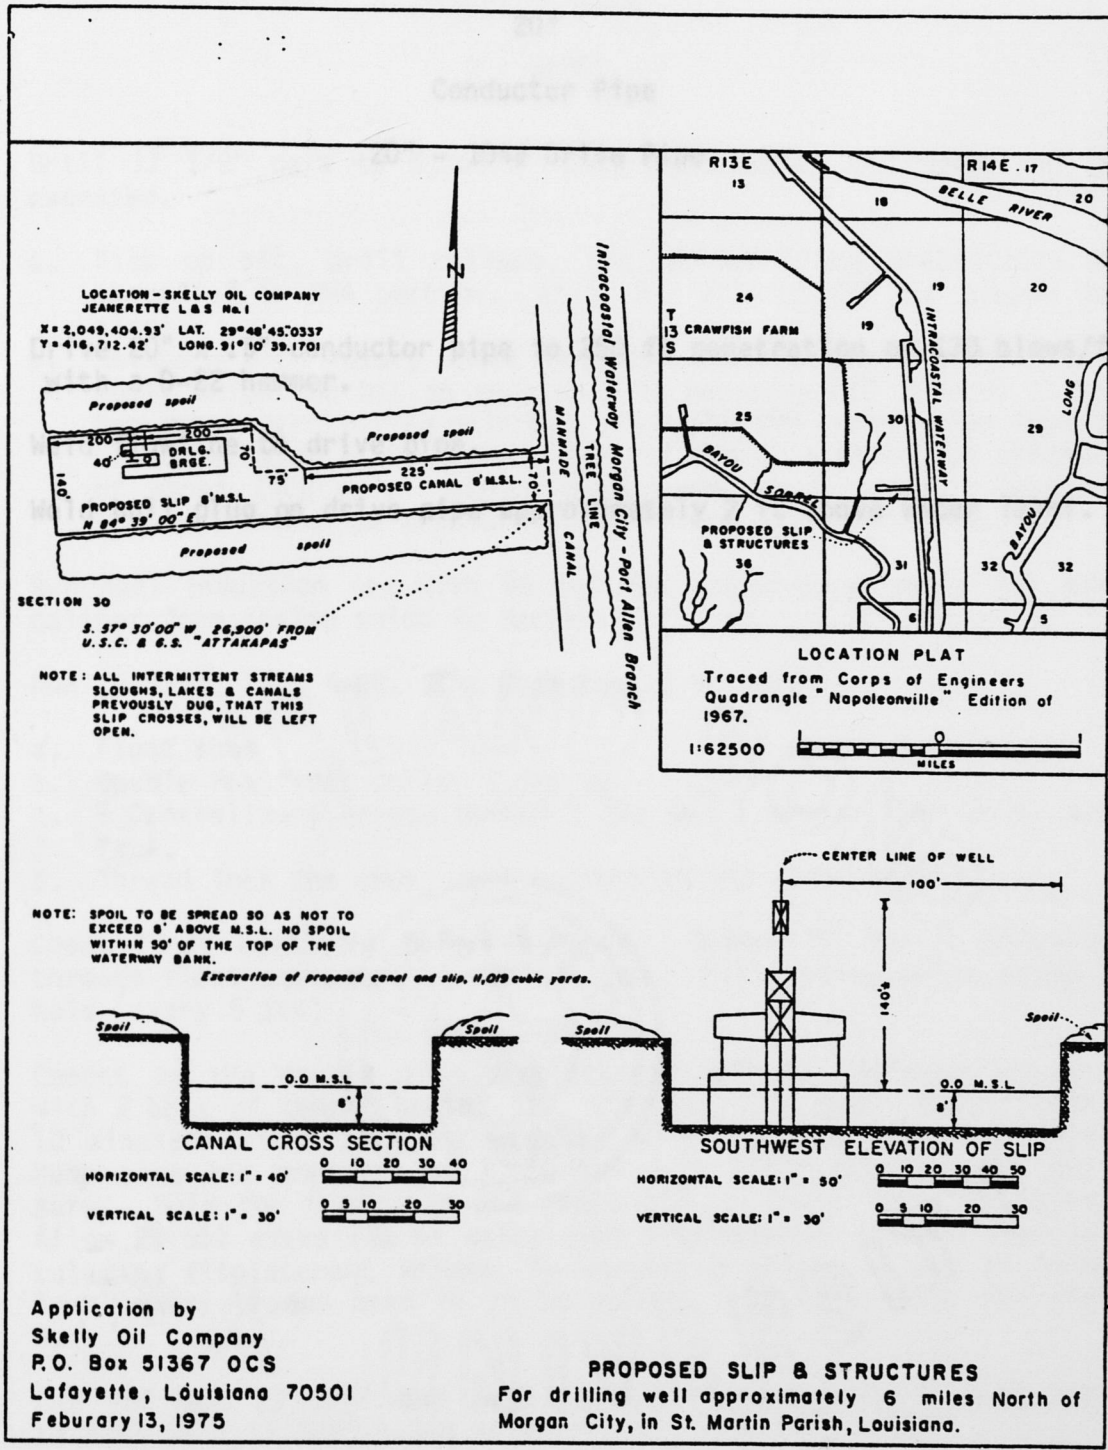 LOCATION - SKELLY OIL COMPANY
JEANERETTE L & S No. 1
X = 2,049,404.93' LAT. 29° 48' 45.0337
Y = 416,712.42' LONG. 91° 10' 39.1701
N
Proposed spoil
Proposed spoil
200
200
40'
DRLG.
BRGE.
70'
75'
225'
PROPOSED CANAL 8' M.S.L.
70'
140'
PROPOSED SLIP 8' M.S.L.
N 84° 39' 00" E
Proposed spoil
MANMADE CANAL
TREE LINE
Intracoastal Waterway Morgan City - Port Allen Branch
SECTION 30
S. 57° 30' 00" W. 26,900' FROM
U.S.C. & G.S. "ATTAKAPAS"
NOTE: ALL INTERMITTENT STREAMS
SLOUGHS, LAKES & CANALS
PREVOUSLY DUG, THAT THIS
SLIP CROSSES, WILL BE LEFT
OPEN.
R13E
R14E
13
18
17
20
BELLE RIVER
24
19
19
20
T
13
S
CRAWFISH FARM
INTRACOASTAL WATERWAY
25
30
29
LONG
BAYOU
BAYOU SORREL
PROPOSED SLIP
& STRUCTURES
36
31
32
32
6
5
LOCATION PLAT
Traced from Corps of Engineers
Quadrangle "Napoleonville" Edition of
1967.
1:62500
1 0 1
MILES
NOTE: SPOIL TO BE SPREAD SO AS NOT TO
EXCEED 8' ABOVE M.S.L. NO SPOIL
WITHIN 50' OF THE TOP OF THE
WATERWAY BANK.
Excavation of proposed canal and slip, 11,019 cubic yards.
Spoil
Spoil
0.0 M.S.L
8'
CANAL CROSS SECTION
HORIZONTAL SCALE: 1" = 40'
0 10 20 30 40
VERTICAL SCALE: 1" = 30'
0 5 10 20 30
CENTER LINE OF WELL
100'
140'±
Spoil
Spoil
0.0 M.S.L
8'
SOUTHWEST ELEVATION OF SLIP
HORIZONTAL SCALE: 1" = 50'
0 10 20 30 40 50
VERTICAL SCALE: 1" = 30'
0 5 10 20 30
Application by
Skelly Oil Company
P.O. Box 51367 OCS
Lafayette, Louisiana 70501
Feburary 13, 1975
PROPOSED SLIP & STRUCTURES
For drilling well approximately 6 miles North of
Morgan City, in St. Martin Parish, Louisiana.